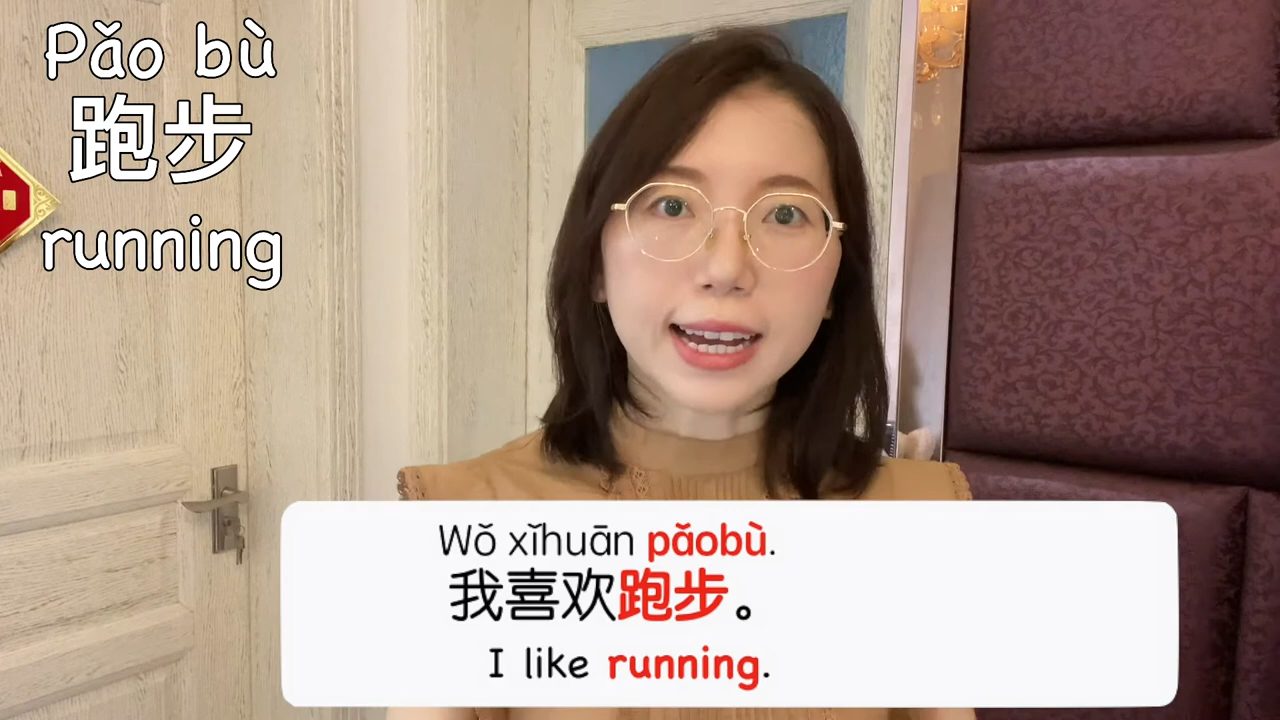 Pǎo bù
跑步
running
Wǒ xǐhuān pǎobù.
我喜欢跑步。
I like running.